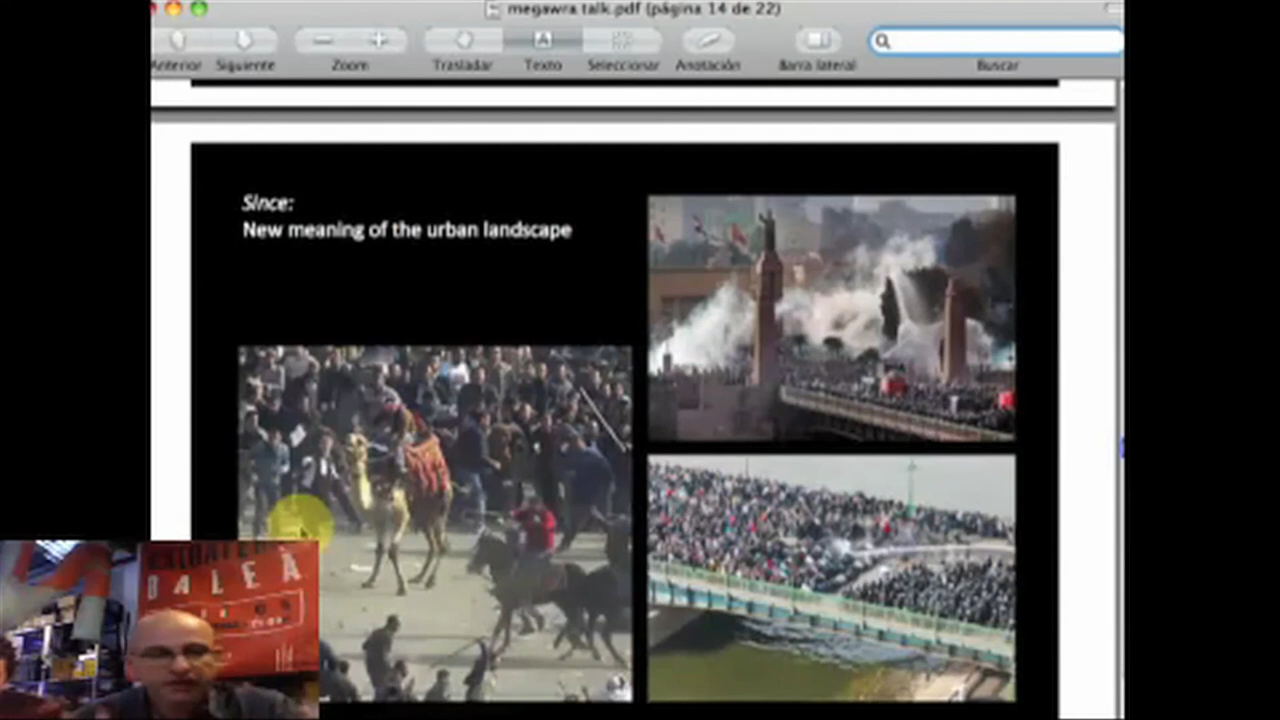 megawra talk.pdf (página 14 de 22)
Anterior Siguiente Zoom Trasladar Texto Seleccionar Anotación Barra lateral Buscar
Since:
New meaning of the urban landscape